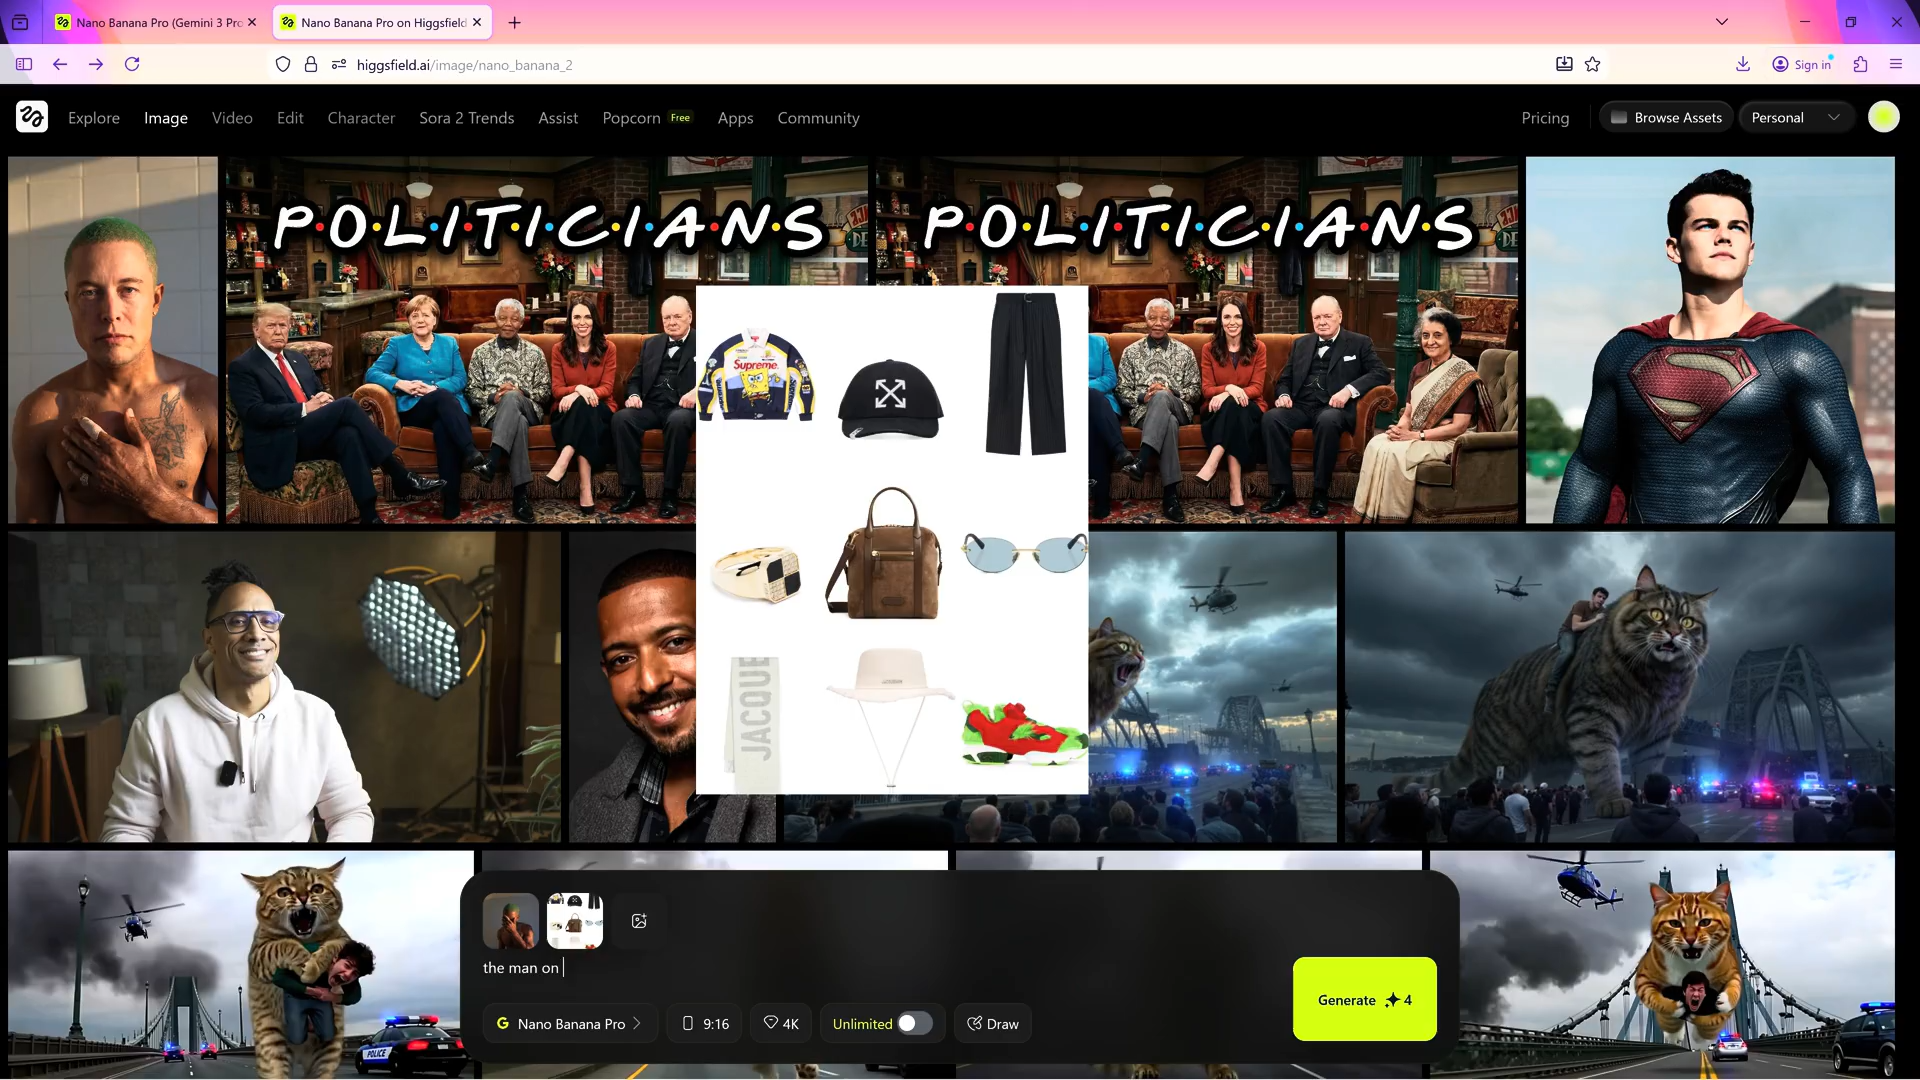 Nano Banana Pro (Gemini 3 Pro
Nano Banana Pro on Higgsfield
higgsfield.ai/image/nano_banana_2
Sign in
Explore
Image
Video
Edit
Character
Sora 2 Trends
Assist
Popcorn
Free
Apps
Community
Pricing
Browse Assets
Personal
P·O·L·I·T·I·C·I·A·N·S
P·O·L·I·T·I·C·I·A·N·S
Supreme
JACQUE
the man on
G Nano Banana Pro
9:16
4K
Unlimited
Draw
Generate 4
POLICE